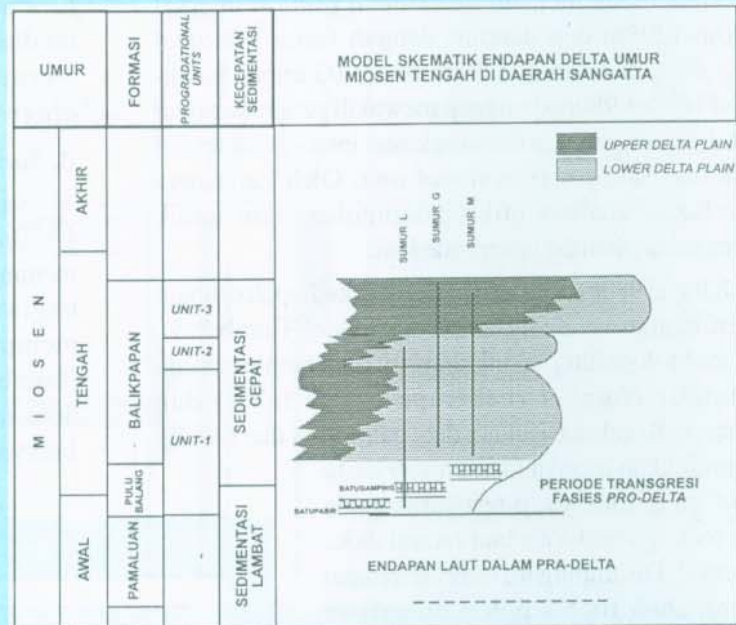 UMUR
FORMASI
PROGRADATIONAL
UNITS
KECEPATAN
SEDIMENTASI
MODEL SKEMATIK ENDAPAN DELTA UMUR
MIOSEN TENGAH DI DAERAH SANGATTA
UPPER DELTA PLAIN
LOWER DELTA PLAIN
SUMUR L
SUMUR G
SUMUR M
MIOSEN
AKHIR
TENGAH
AWAL
BALIKPAPAN
PULU
BALANG
PAMALUAN
UNIT-3
UNIT-2
UNIT-1
-
SEDIMENTASI
CEPAT
SEDIMENTASI
LAMBAT
BATUGAMPING
BATUPASIR
PERIODE TRANSGRESI
FASIES PRO-DELTA
ENDAPAN LAUT DALAM PRA-DELTA